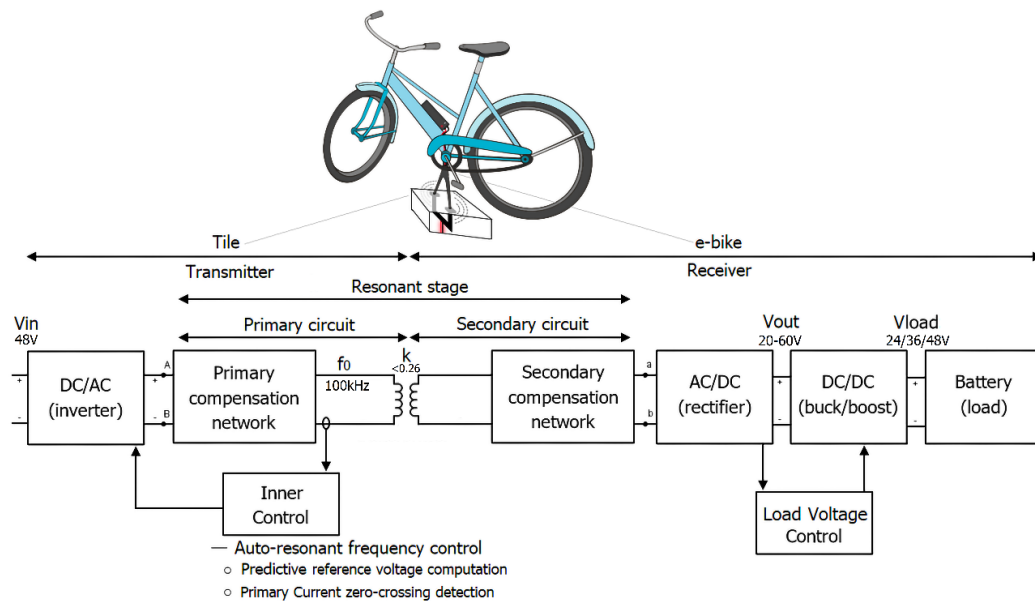 Tile
e-bike
Transmitter
Receiver
Resonant stage
Primary circuit
Secondary circuit
Vin
48V
Vout
20-60V
Vload
24/36/48V
f0
100kHz
k
<0.26
+
-
DC/AC
(inverter)
+
-
A
B
Primary
compensation
network
Secondary
compensation
network
a
b
AC/DC
(rectifier)
+
-
DC/DC
(buck/boost)
+
-
Battery
(load)
Inner
Control
Load Voltage
Control
— Auto-resonant frequency control
○ Predictive reference voltage computation
○ Primary Current zero-crossing detection